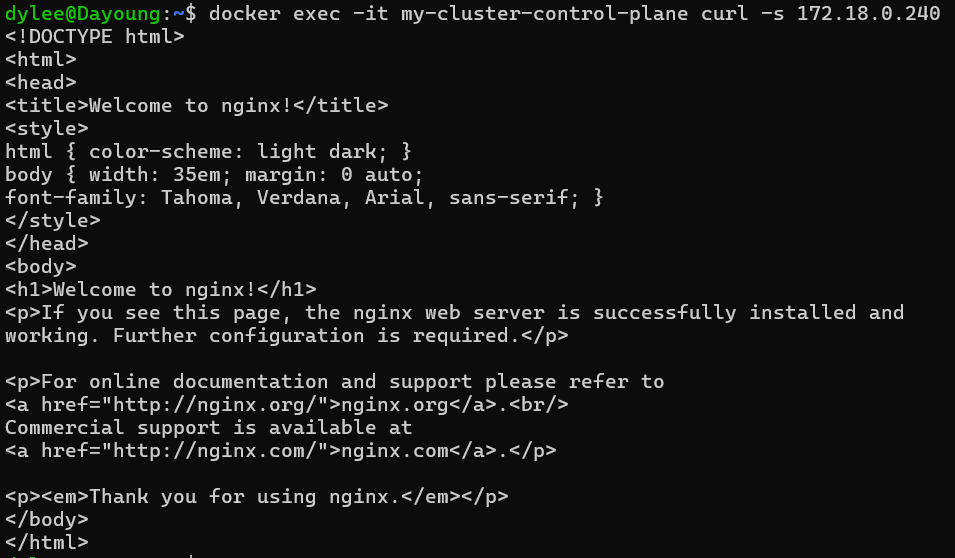 dylee@Dayoung:~$ docker exec -it my-cluster-control-plane curl -s 172.18.0.240
<!DOCTYPE html>
<html>
<head>
<title>Welcome to nginx!</title>
<style>
html { color-scheme: light dark; }
body { width: 35em; margin: 0 auto;
font-family: Tahoma, Verdana, Arial, sans-serif; }
</style>
</head>
<body>
<h1>Welcome to nginx!</h1>
<p>If you see this page, the nginx web server is successfully installed and
working. Further configuration is required.</p>

<p>For online documentation and support please refer to
<a href="http://nginx.org/">nginx.org</a>.<br/>
Commercial support is available at
<a href="http://nginx.com/">nginx.com</a>.</p>

<p><em>Thank you for using nginx.</em></p>
</body>
</html>